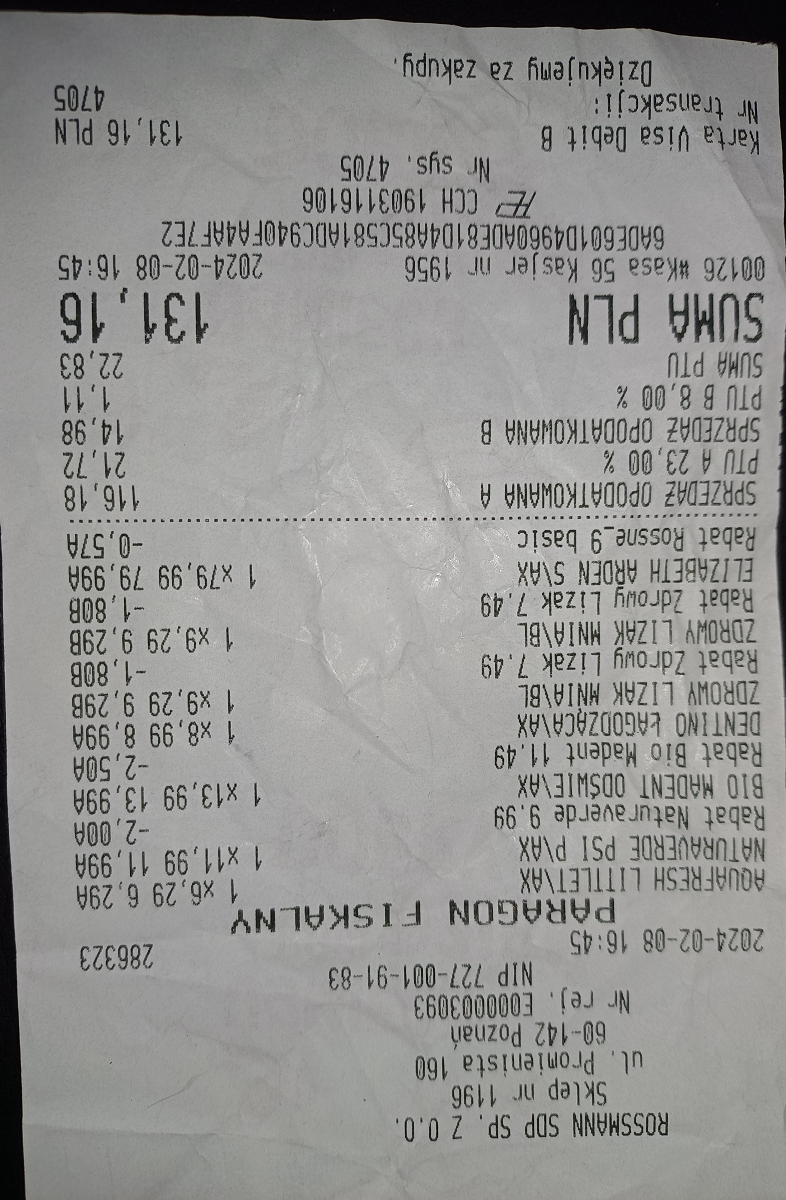 ROSSMANN SDP SP. Z O.O.
Sklep nr 1196
ul. Promienista 160
60-142 Poznań
Nr rej. E000003093
NIP 727-001-91-83
2024-02-08 16:45 286323
PARAGON FISKALNY
AQUAFRESH LITTLET\AX 1 x6,29 6,29A
NATURAVERDE PSI P\AX 1 x11,99 11,99A
Rabat Naturaverde 9.99 -2,00A
BIO MADENT ODŚWIE\AX 1 x13,99 13,99A
Rabat Bio Madent 11.49 -2,50A
DENTINO ŁAGODZĄCA\AX 1 x8,99 8,99A
ZDROWY LIZAK MNIA\BL 1 x9,29 9,29B
Rabat Zdrowy Lizak 7.49 -1,80B
ZDROWY LIZAK MNIA\BL 1 x9,29 9,29B
Rabat Zdrowy Lizak 7.49 -1,80B
ELIZABETH ARDEN S\AX 1 x79,99 79,99A
Rabat Rossne_9 basic -0,57A
SPRZEDAŻ OPODATKOWANA A 116,18
PTU A 23,00 % 21,72
SPRZEDAŻ OPODATKOWANA B 14,98
PTU B 8,00 % 1,11
SUMA PTU 22,83
SUMA PLN 131,16
00126 #Kasa 56 Kasjer nr 1956 2024-02-08 16:45
6ADE601D4960ADE81D4A85C5C581ADC940FA4AF7E2
CCH 1903116106
Nr sys. 4705
Karta Visa Debit B 131,16 PLN
Nr transakcji: 4705
Dziękujemy za zakupy.